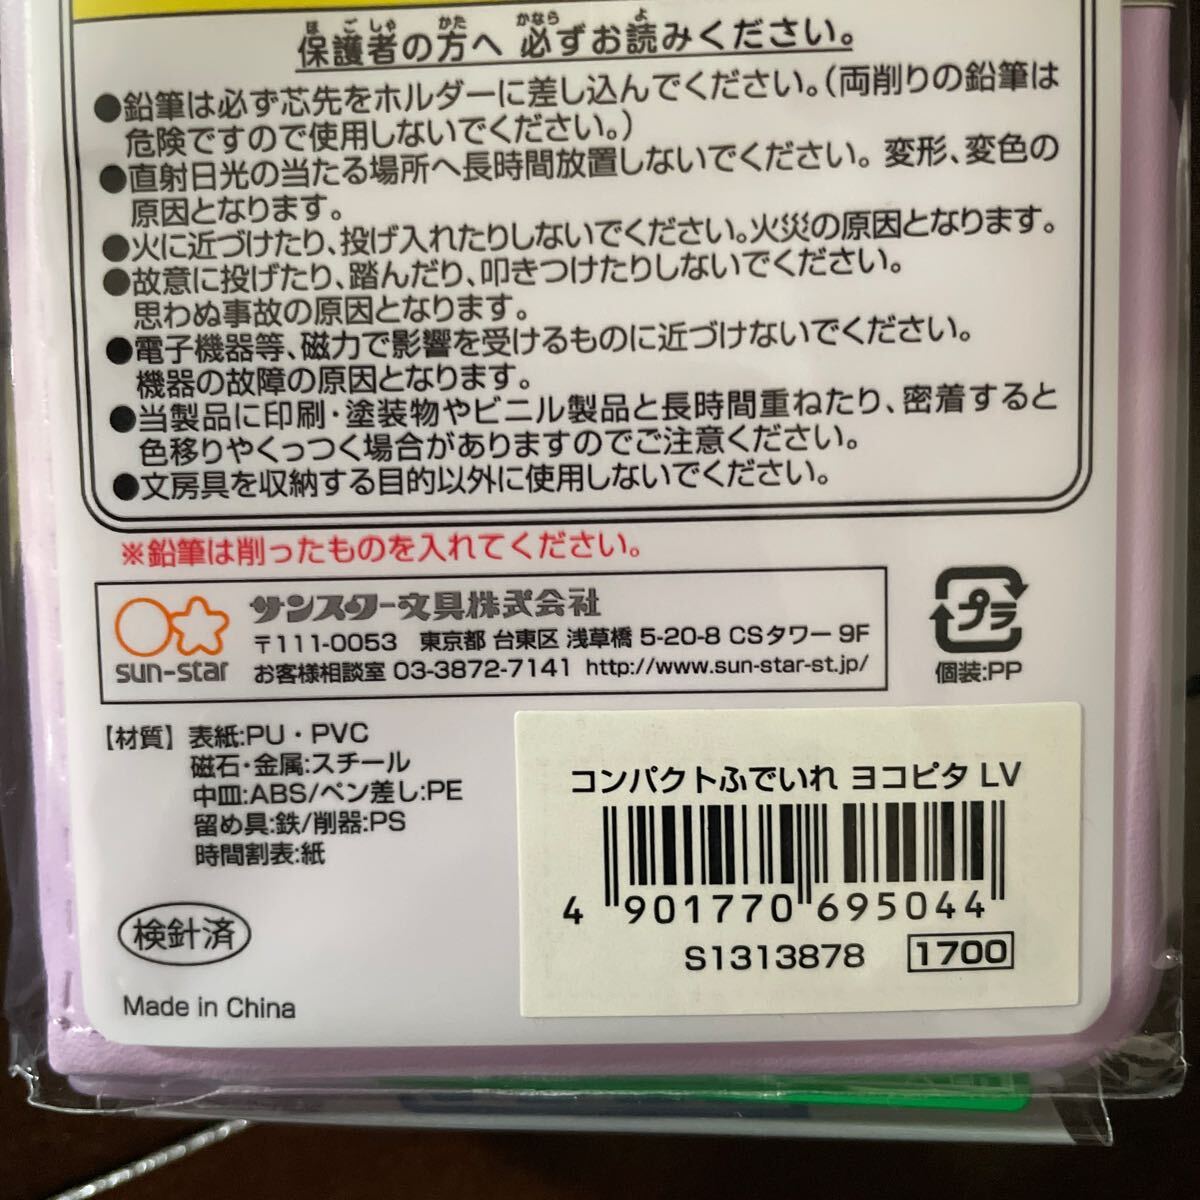 保護者の方へ 必ずお読みください。
●鉛筆は必ず芯先をホルダーに差し込んでください。(両削りの鉛筆は
危険ですので使用しないでください。)
●直射日光の当たる場所へ長時間放置しないでください。変形、変色の
原因となります。
●火に近づけたり、投げ入れたりしないでください。火災の原因となります。
●故意に投げたり、踏んだり、叩きつけたりしないでください。
思わぬ事故の原因となります。
●電子機器等、磁力で影響を受けるものに近づけないでください。
機器の故障の原因となります。
●当製品に印刷・塗装物やビニル製品と長時間重ねたり、密着すると
色移りやくっつく場合がありますのでご注意ください。
●文房具を収納する目的以外に使用しないでください。
※鉛筆は削ったものを入れてください。
sun-star
サンスター文具株式会社
〒111-0053 東京都 台東区 浅草橋 5-20-8 CSタワー 9F
お客様相談室 03-3872-7141 http://www.sun-star-st.jp/
プラ
個装:PP
【材質】表紙:PU・PVC
磁石・金属:スチール
中皿:ABS/ペン差し:PE
留め具:鉄/削器:PS
時間割表:紙
検針済
Made in China
コンパクトふでいれ ヨコピタ LV
4 901770 695044
S1313878 1700